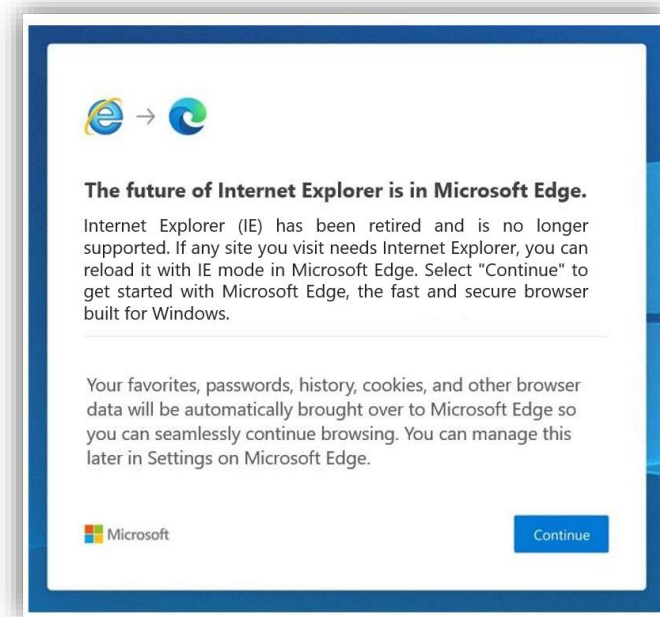 The future of Internet Explorer is in Microsoft Edge.
Internet Explorer (IE) has been retired and is no longer
supported. If any site you visit needs Internet Explorer, you can
reload it with IE mode in Microsoft Edge. Select "Continue" to
get started with Microsoft Edge, the fast and secure browser
built for Windows.
Your favorites, passwords, history, cookies, and other browser
data will be automatically brought over to Microsoft Edge so
you can seamlessly continue browsing. You can manage this
later in Settings on Microsoft Edge.
Microsoft
Continue